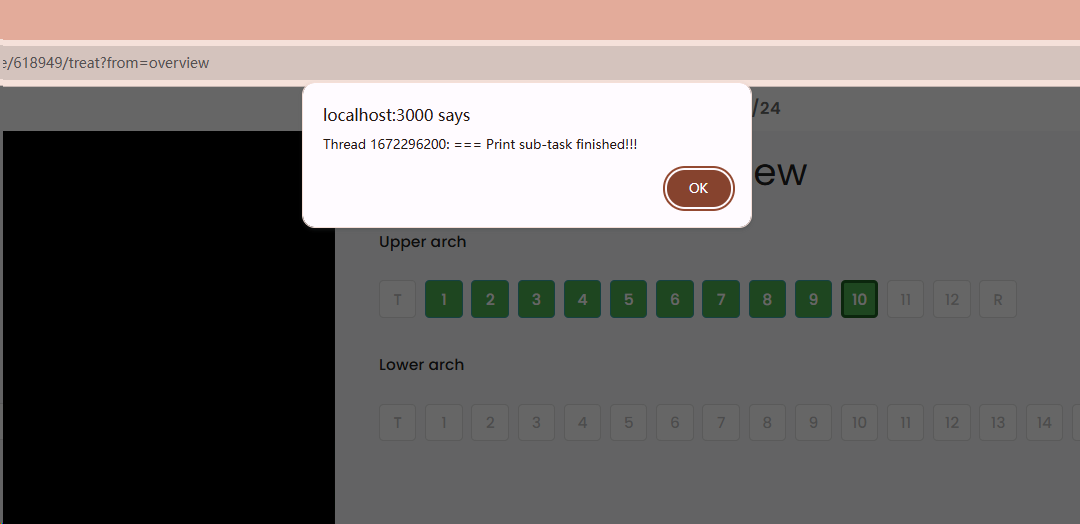 e/618949/treat?from=overview
localhost:3000 says
/24
Thread 1672296200: === Print sub-task finished!!!
ew
OK
Upper arch
T 1 2 3 4 5 6 7 8 9 10 11 12 R
Lower arch
T 1 2 3 4 5 6 7 8 9 10 11 12 13 14